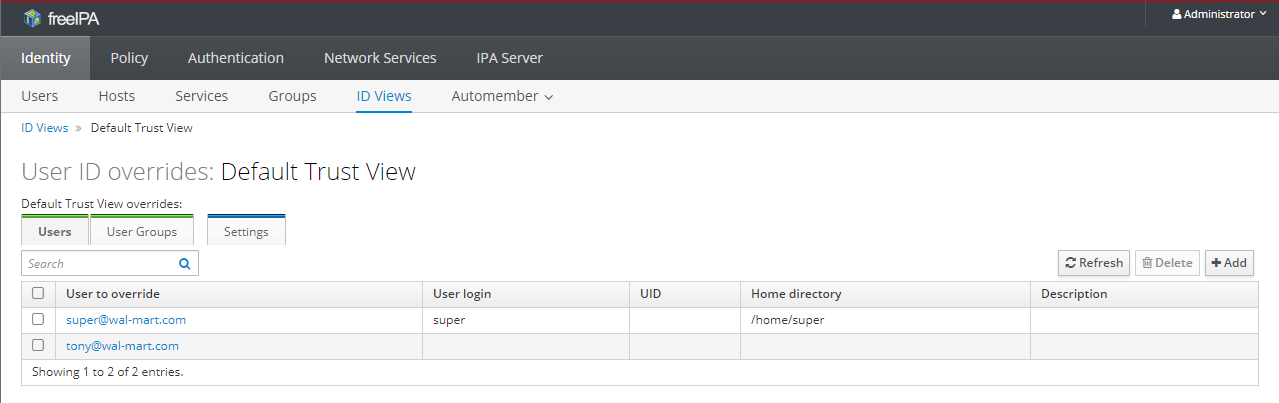 freeIPA
Administrator
Identity Policy Authentication Network Services IPA Server
Users Hosts Services Groups ID Views Automember
ID Views » Default Trust View
User ID overrides: Default Trust View
Default Trust View overrides:
Users User Groups Settings
Search Refresh Delete Add
User to override User login UID Home directory Description
super@wal-mart.com super /home/super
tony@wal-mart.com
Showing 1 to 2 of 2 entries.